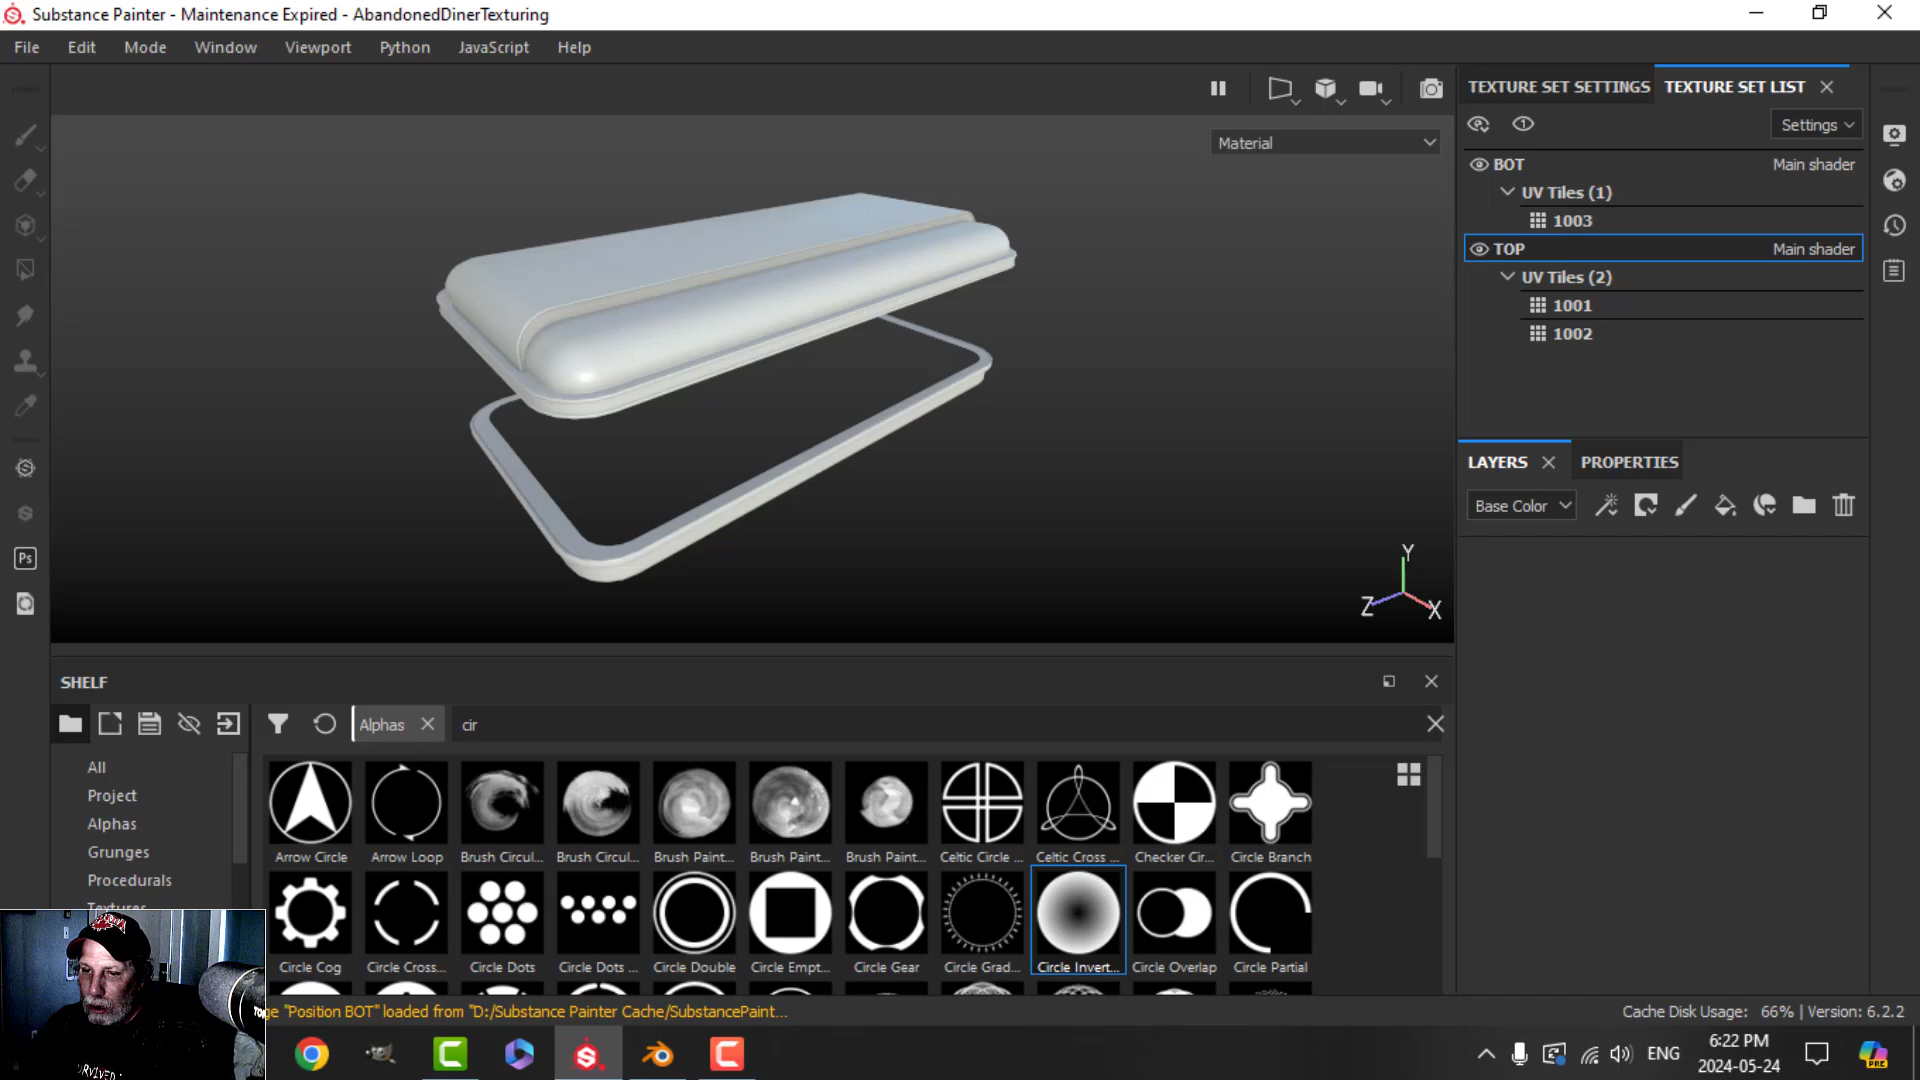 Substance Painter - Maintenance Expired - AbandonedDinerTexturing
File Edit Mode Window Viewport Python JavaScript Help
Material
TEXTURE SET SETTINGS TEXTURE SET LIST
Settings
BOT Main shader
UV Tiles (1)
1003
TOP Main shader
UV Tiles (2)
1001
1002
LAYERS PROPERTIES
Base Color
Y
Z X
Ps
SHELF
Alphas cir
All
Project
Alphas
Grunges
Procedurals
Arrow Circle Arrow Loop Brush Circul... Brush Circul... Brush Paint... Brush Paint... Brush Paint... Celtic Circle ... Celtic Cross ... Checker Cir... Circle Branch
Circle Cog Circle Cross... Circle Dots Circle Dots ... Circle Double Circle Empt... Circle Gear Circle Grad... Circle Invert... Circle Overlap Circle Partial
"Position BOT" loaded from "D:/Substance Painter Cache/SubstancePaint...
Cache Disk Usage: 66% | Version: 6.2.2
ENG
6:22 PM
2024-05-24
PRE